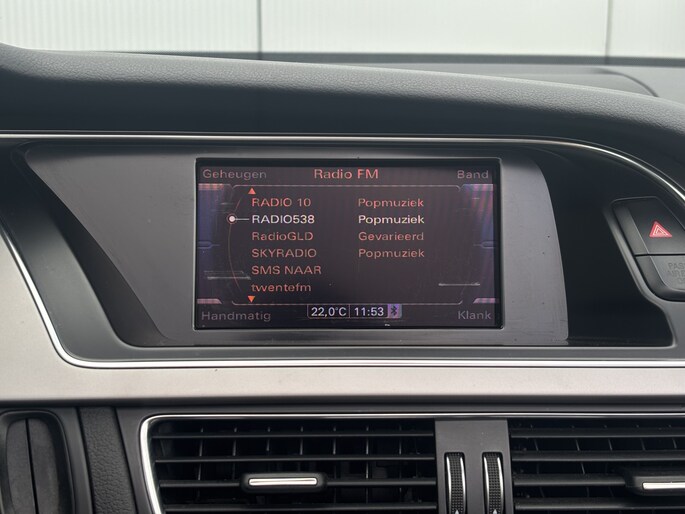 Geheugen Radio FM Band
RADIO 10 Popmuziek
RADIO538 Popmuziek
RadioGLD Gevarieerd
SKYRADIO Popmuziek
SMS NAAR
twentefm
Handmatig 22,0°C 11:53 Klank